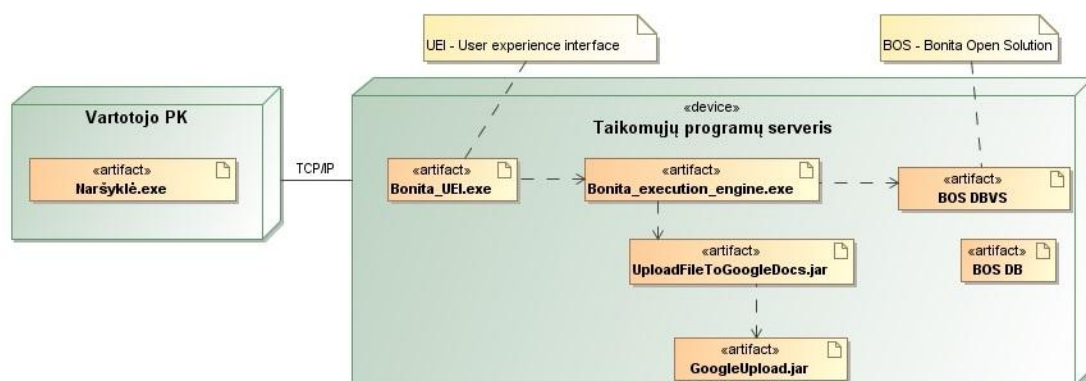 UEI - User experience interface
BOS - Bonita Open Solution
Vartotojo PK
«artifact»
Naršyklė.exe
TCP/IP
«device»
Taikomųjų programų serveris
«artifact»
Bonita_UEI.exe
«artifact»
Bonita_execution_engine.exe
«artifact»
BOS DBVS
«artifact»
UploadFileToGoogleDocs.jar
«artifact»
BOS DB
«artifact»
GoogleUpload.jar